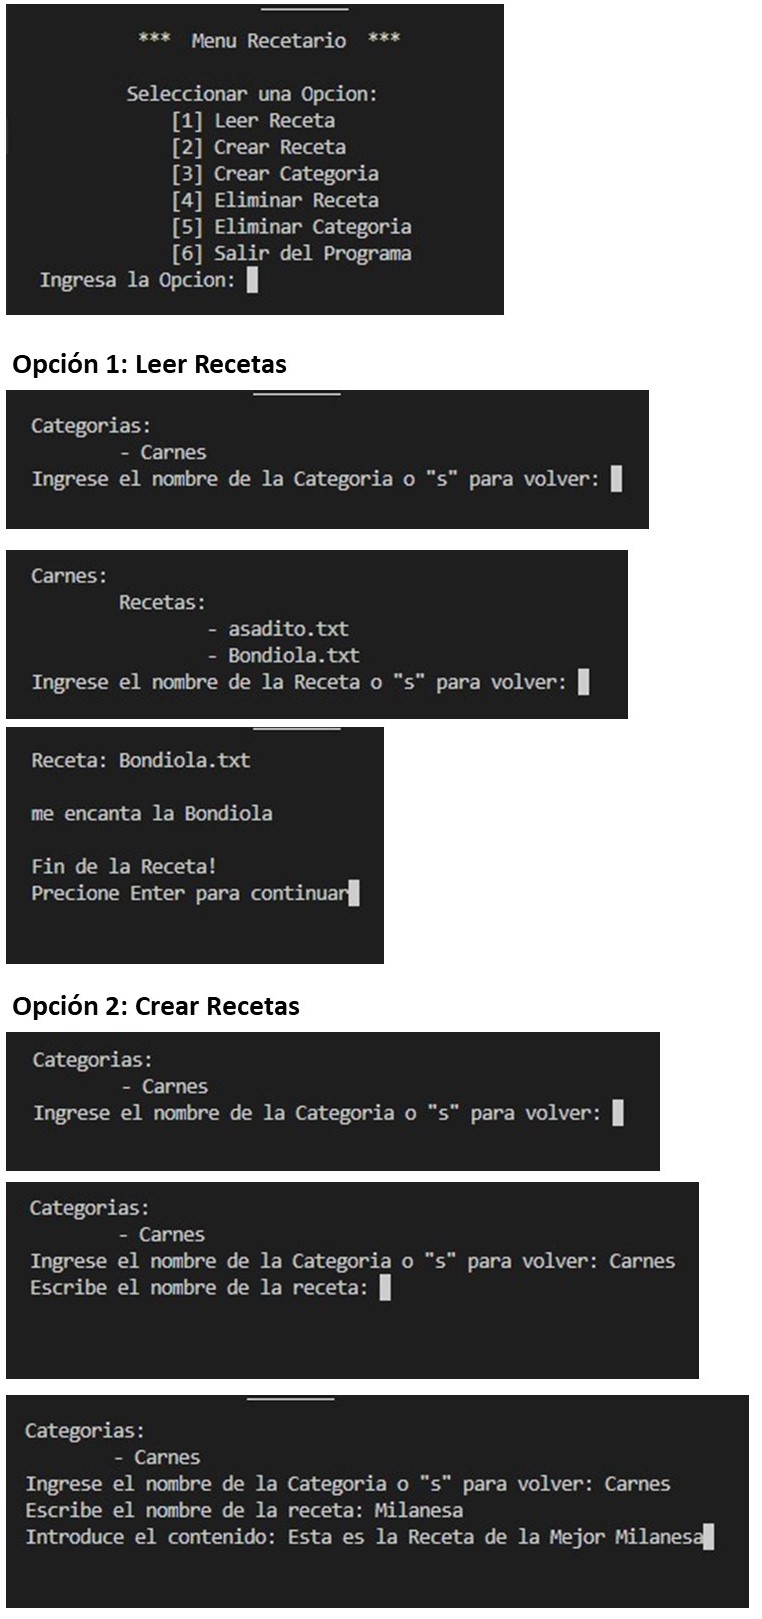 *** Menu Recetario ***
Seleccionar una Opcion:
[1] Leer Receta
[2] Crear Receta
[3] Crear Categoria
[4] Eliminar Receta
[5] Eliminar Categoria
[6] Salir del Programa
Ingresa la Opcion:
Opción 1: Leer Recetas
Categorias:
- Carnes
Ingrese el nombre de la Categoria o "s" para volver:
Carnes:
Recetas:
- asadito.txt
- Bondiola.txt
Ingrese el nombre de la Receta o "s" para volver:
Receta: Bondiola.txt
me encanta la Bondiola
Fin de la Receta!
Precione Enter para continuar
Opción 2: Crear Recetas
Categorias:
- Carnes
Ingrese el nombre de la Categoria o "s" para volver:
Categorias:
- Carnes
Ingrese el nombre de la Categoria o "s" para volver: Carnes
Escribe el nombre de la receta:
Categorias:
- Carnes
Ingrese el nombre de la Categoria o "s" para volver: Carnes
Escribe el nombre de la receta: Milanesa
Introduce el contenido: Esta es la Receta de la Mejor Milanesa